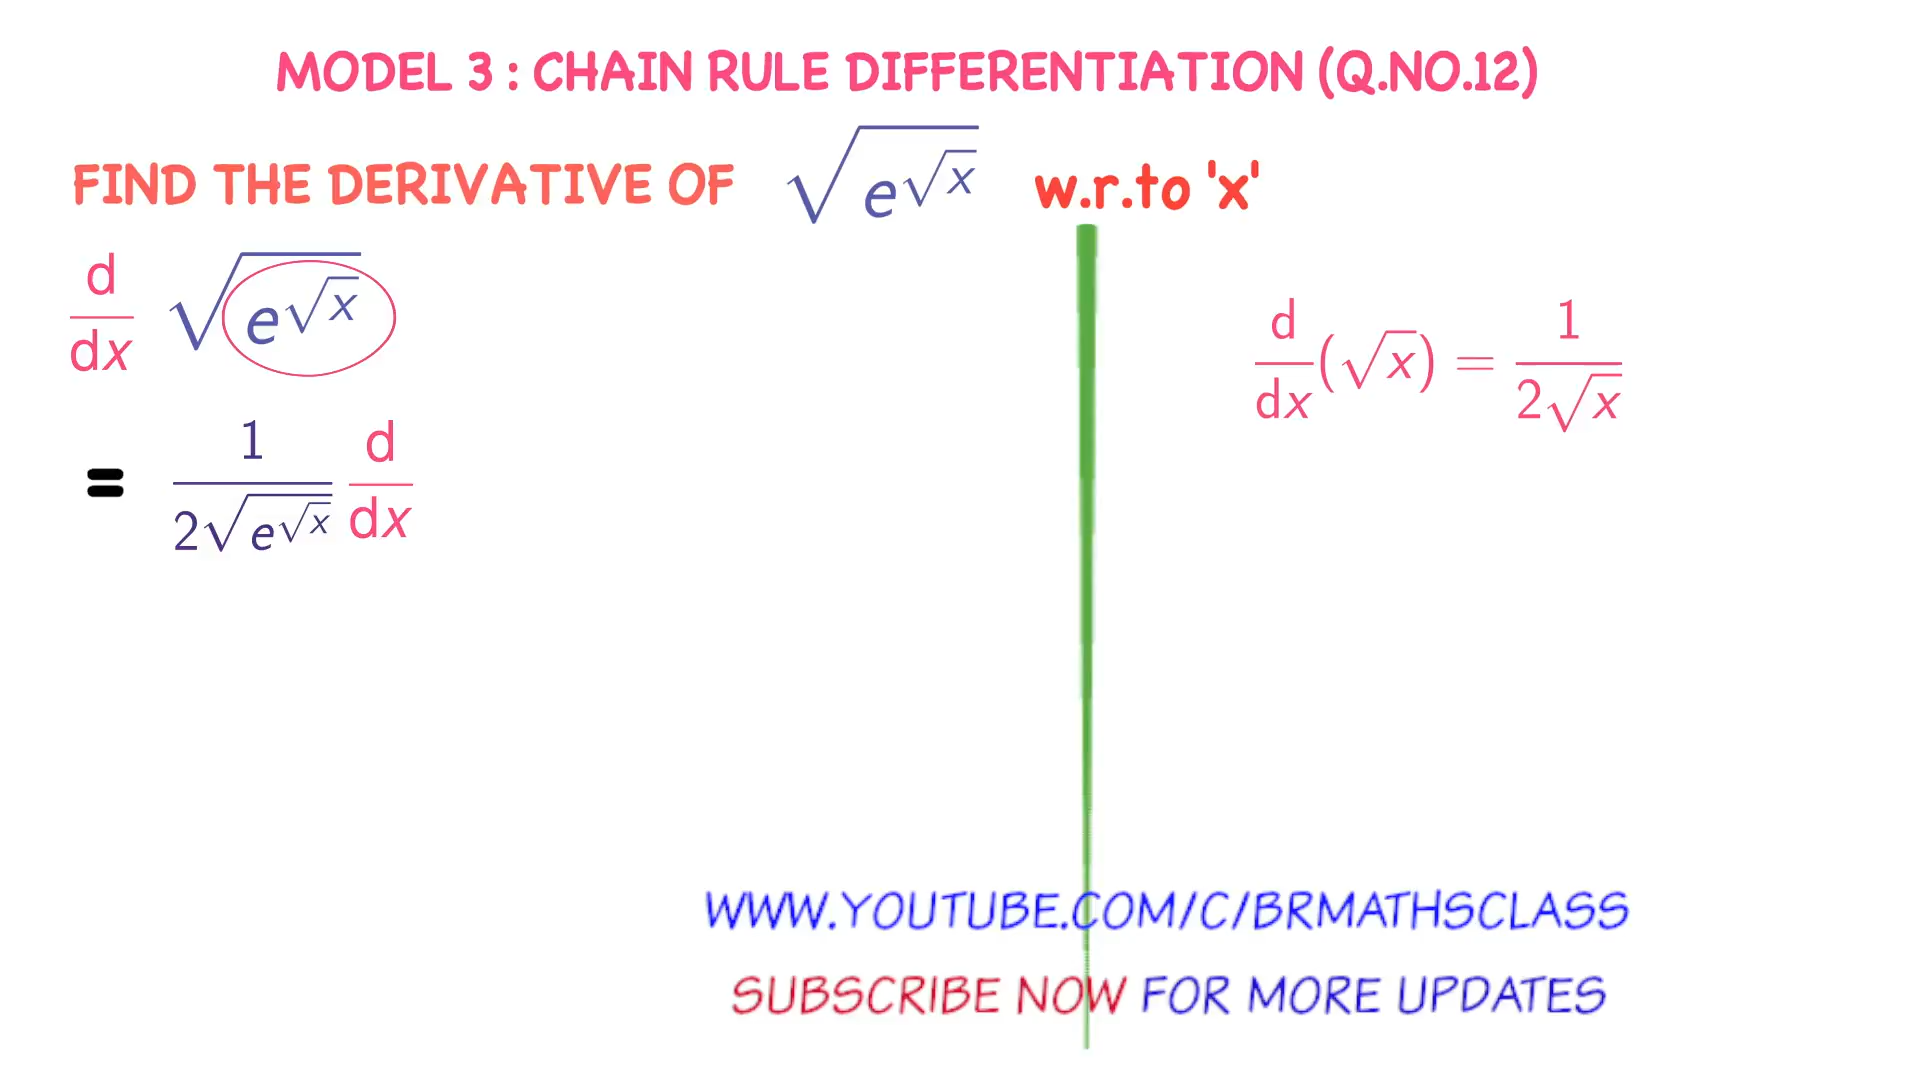 MODEL 3 : CHAIN RULE DIFFERENTIATION (Q.NO.12)
FIND THE DERIVATIVE OF √(e^√x) w.r.to 'x'
d/dx √(e^√x)
= 1/(2√(e^√x)) d/dx
d/dx(√x) = 1/(2√x)
WWW.YOUTUBE.COM/C/BRMATHSCLASS
SUBSCRIBE NOW FOR MORE UPDATES